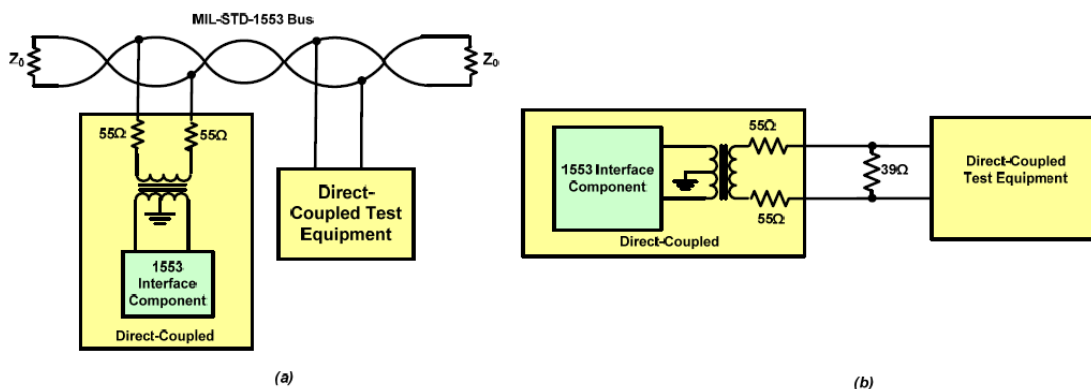 MIL-STD-1553 Bus
Z0
Z0
55Ω
55Ω
1553
Interface
Component
Direct-Coupled
Direct-
Coupled Test
Equipment
(a)
1553 Interface
Component
55Ω
55Ω
39Ω
Direct-Coupled
Direct-Coupled
Test Equipment
(b)